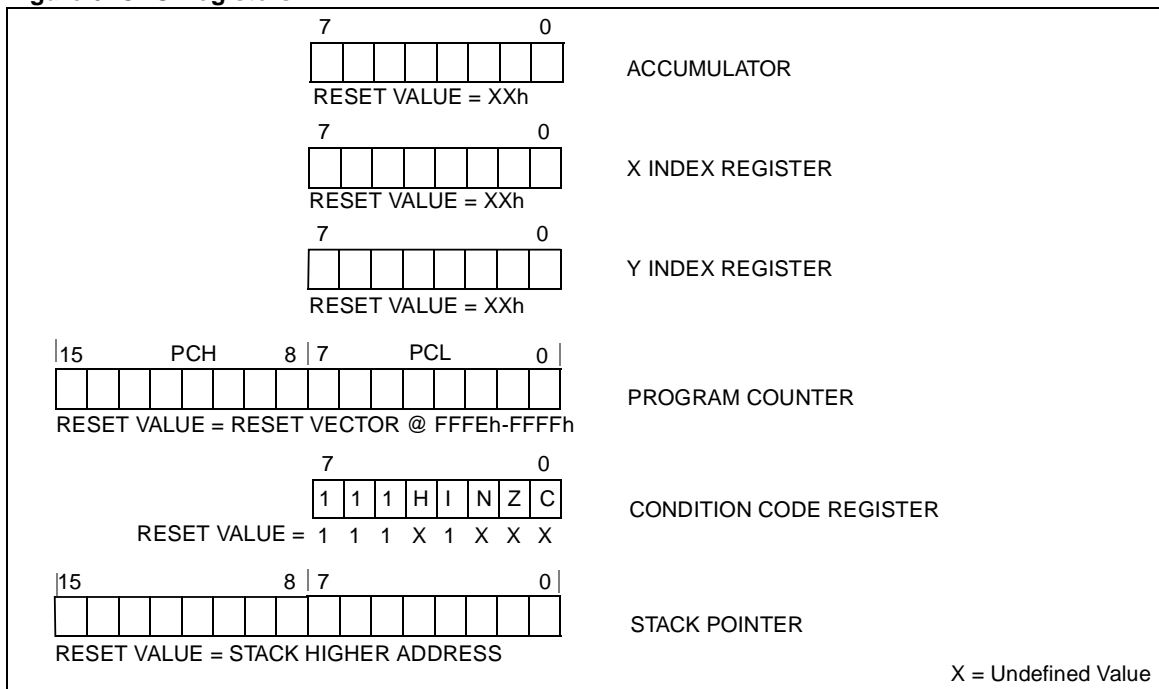 7 0
ACCUMULATOR
RESET VALUE = XXh
7 0
X INDEX REGISTER
RESET VALUE = XXh
7 0
Y INDEX REGISTER
RESET VALUE = XXh
15 PCH 8 7 PCL 0
PROGRAM COUNTER
RESET VALUE = RESET VECTOR @ FFFEh-FFFFh
7 0
1 1 1 H I N Z C
CONDITION CODE REGISTER
RESET VALUE = 1 1 1 X 1 X X X
15 8 7 0
STACK POINTER
RESET VALUE = STACK HIGHER ADDRESS
X = Undefined Value